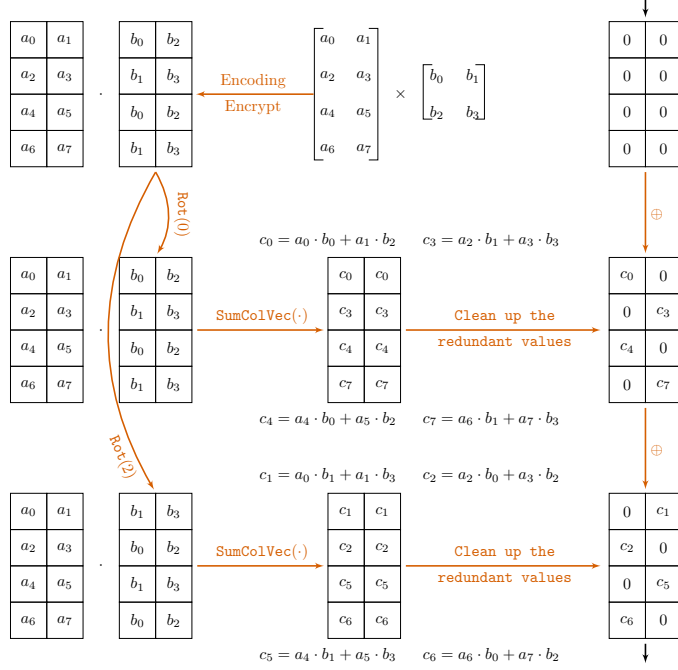 a₀ a₁ b₀ b₂ a₀ a₁ 0 0
a₂ a₃ b₁ b₃ Encoding a₂ a₃ b₀ b₁ 0 0
· ×
a₄ a₅ b₀ b₂ Encrypt a₄ a₅ b₂ b₃ 0 0
a₆ a₇ b₁ b₃ a₆ a₇ 0 0
Rot(0)
⊕
c₀ = a₀ · b₀ + a₁ · b₂ c₃ = a₂ · b₁ + a₃ · b₃
a₀ a₁ b₀ b₂ c₀ c₀ c₀ 0
a₂ a₃ b₁ b₃ SumColVec(·) c₃ c₃ Clean up the 0 c₃
·
a₄ a₅ b₀ b₂ c₄ c₄ redundant values c₄ 0
a₆ a₇ b₁ b₃ c₇ c₇ 0 c₇
c₄ = a₄ · b₀ + a₅ · b₂ c₇ = a₆ · b₁ + a₇ · b₃
Rot(2)
⊕
c₁ = a₀ · b₁ + a₁ · b₃ c₂ = a₂ · b₀ + a₃ · b₂
a₀ a₁ b₁ b₃ c₁ c₁ 0 c₁
a₂ a₃ b₀ b₂ SumColVec(·) c₂ c₂ Clean up the c₂ 0
·
a₄ a₅ b₁ b₃ c₅ c₅ redundant values 0 c₅
a₆ a₇ b₀ b₂ c₆ c₆ c₆ 0
c₅ = a₄ · b₁ + a₅ · b₃ c₆ = a₆ · b₀ + a₇ · b₂